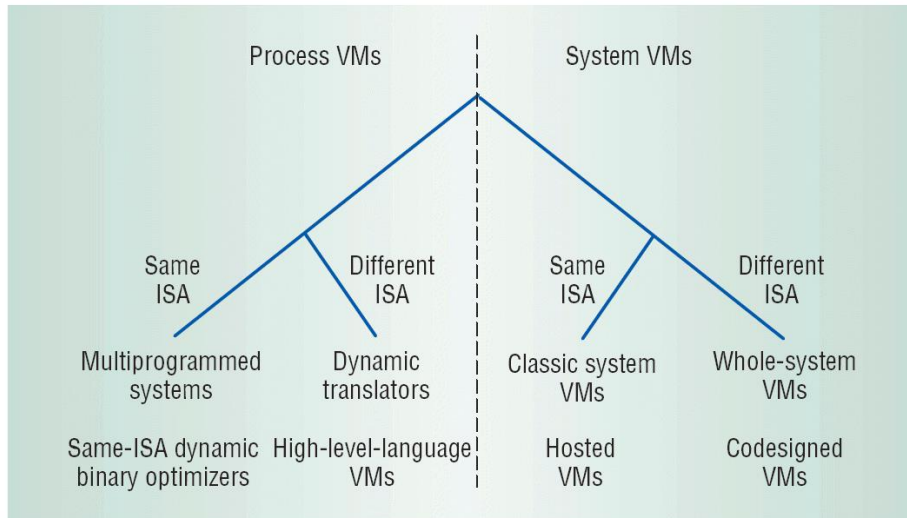 Process VMs
System VMs
Same
ISA
Different
ISA
Same
ISA
Different
ISA
Multiprogrammed
systems
Dynamic
translators
Classic system
VMs
Whole-system
VMs
Same-ISA dynamic
binary optimizers
High-level-language
VMs
Hosted
VMs
Codesigned
VMs